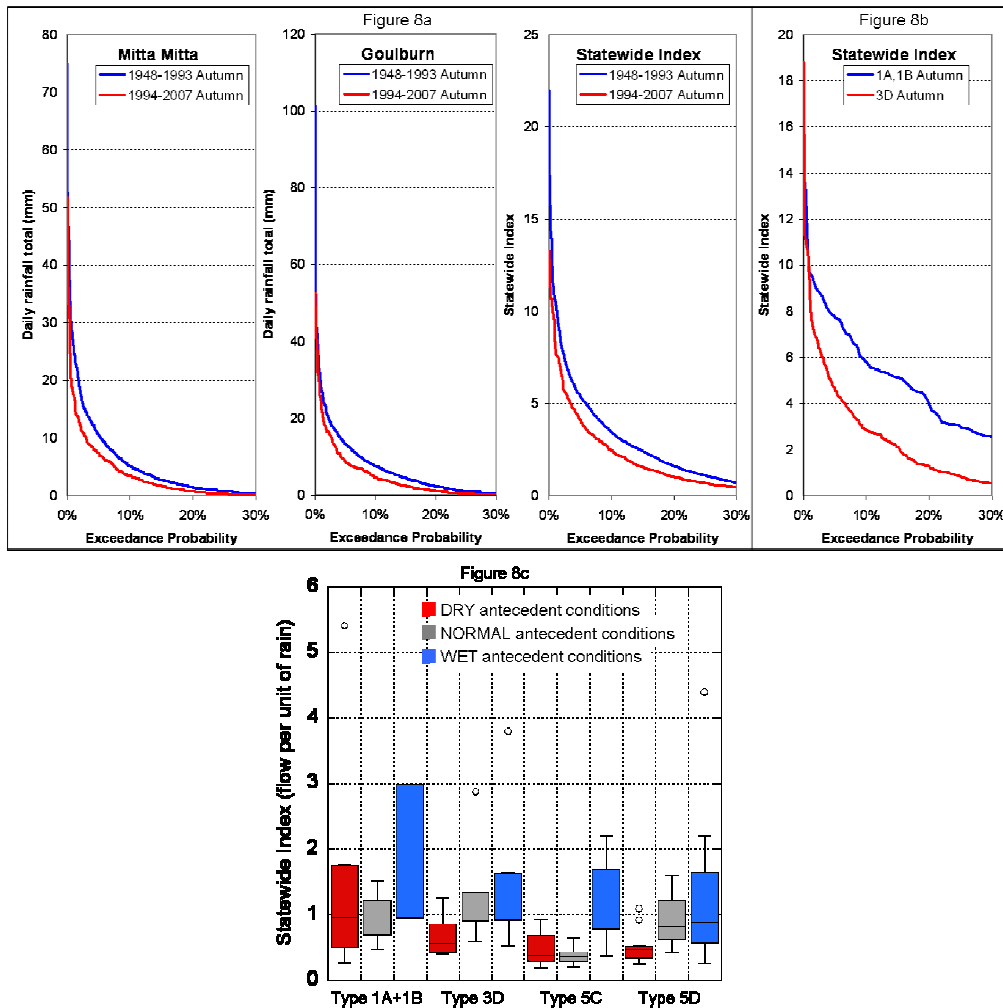 Figure 8a
Figure 8b
Mitta Mitta
1948-1993 Autumn
1994-2007 Autumn
Daily rainfall total (mm)
80
70
60
50
40
30
20
10
0
0% 10% 20% 30%
Exceedance Probability
Goulburn
1948-1993 Autumn
1994-2007 Autumn
Daily rainfall total (mm)
120
100
80
60
40
20
0
0% 10% 20% 30%
Exceedance Probability
Statewide Index
1948-1993 Autumn
1994-2007 Autumn
Statewide Index
25
20
15
10
5
0
0% 10% 20% 30%
Exceedance Probability
Statewide Index
1A,1B Autumn
3D Autumn
Statewide Index
20
18
16
14
12
10
8
6
4
2
0
0% 10% 20% 30%
Exceedance Probability
Figure 8c
DRY antecedent conditions
NORMAL antecedent conditions
WET antecedent conditions
Statewide Index (flow per unit of rain)
6
5
4
3
2
1
0
Type 1A+1B Type 3D Type 5C Type 5D